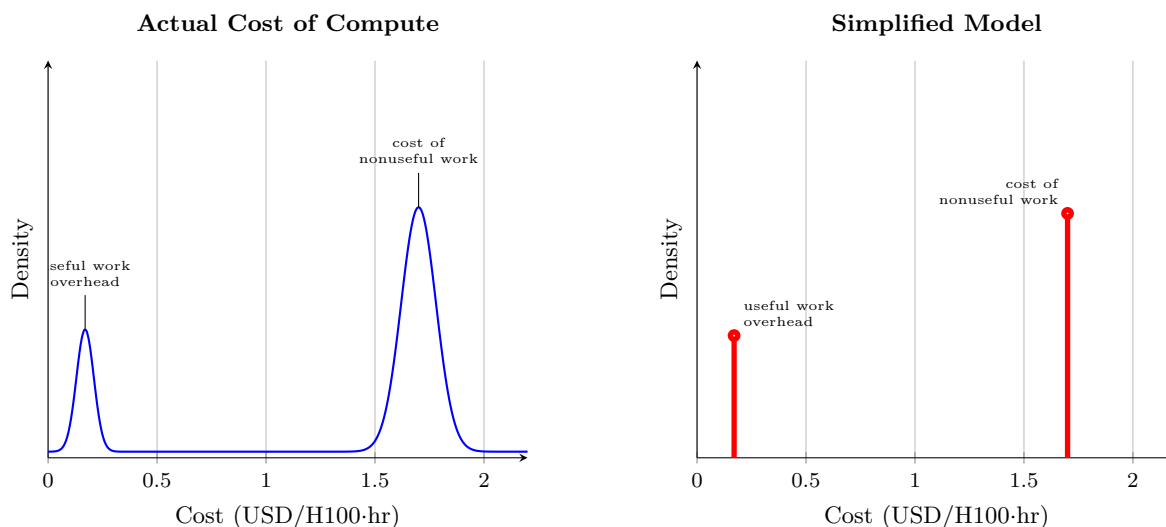 Actual Cost of Compute
Density
cost of
nonuseful work
seful work
overhead
0
0.5
1
1.5
2
Cost (USD/H100·hr)
Simplified Model
Density
cost of
nonuseful work
useful work
overhead
0
0.5
1
1.5
2
Cost (USD/H100·hr)